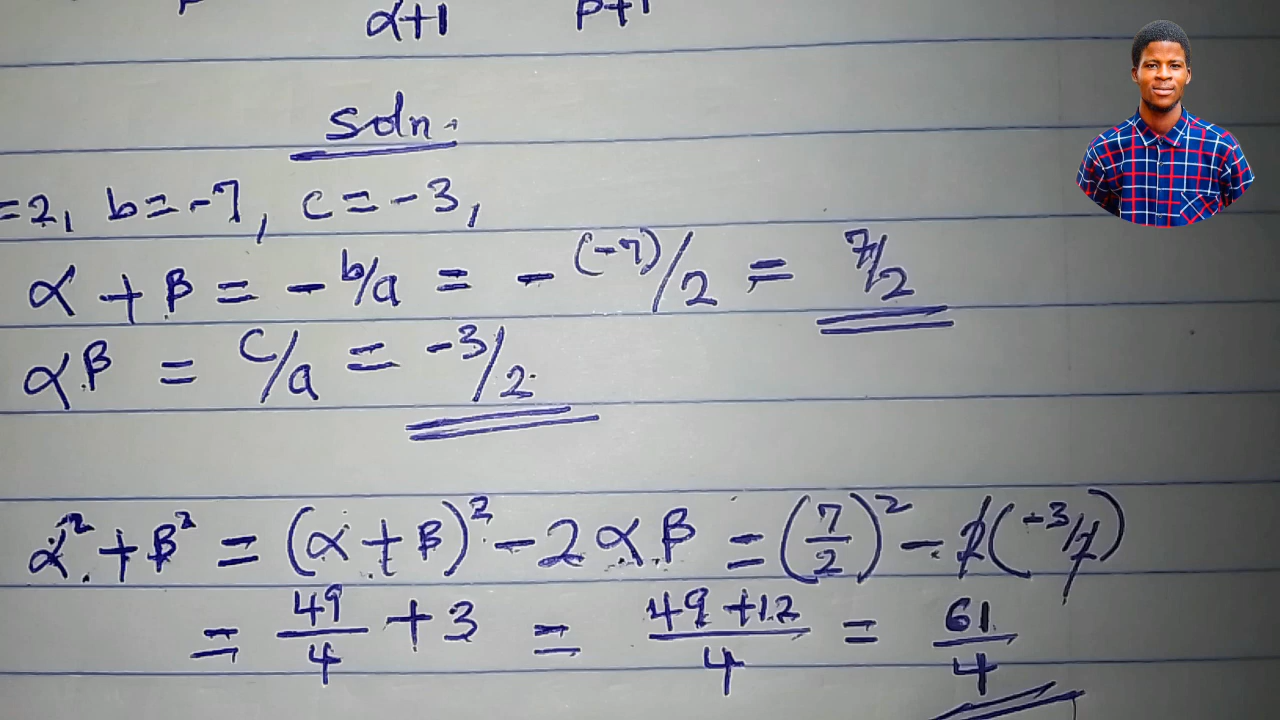 α+1 β+1
Soln.
=2, b=-7, c=-3,
α+β = -b/a = -(-7)/2 = 7/2
αβ = c/a = -3/2
α²+β² = (α+β)² - 2αβ = (7/2)² - 2(-3/2)
= 49/4 + 3 = 49+12/4 = 61/4